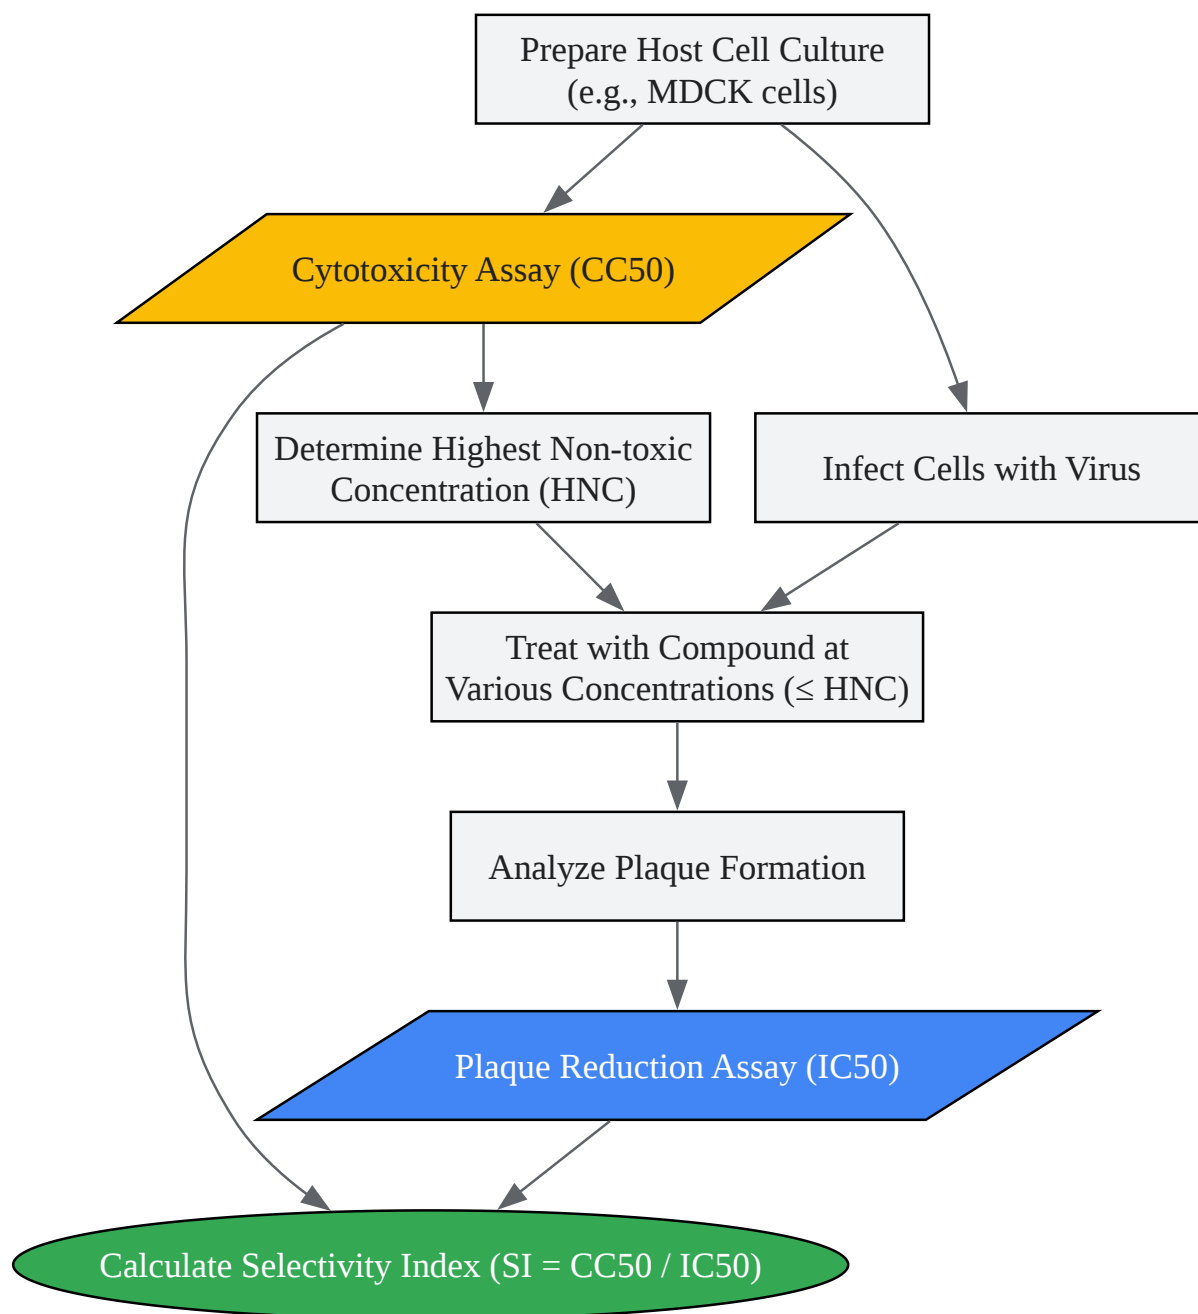 Prepare Host Cell Culture
(e.g., MDCK cells)
Cytotoxicity Assay (CC50)
Determine Highest Non-toxic
Concentration (HNC)
Infect Cells with Virus
Treat with Compound at
Various Concentrations (≤ HNC)
Analyze Plaque Formation
Plaque Reduction Assay (IC50)
Calculate Selectivity Index (SI = CC50 / IC50)